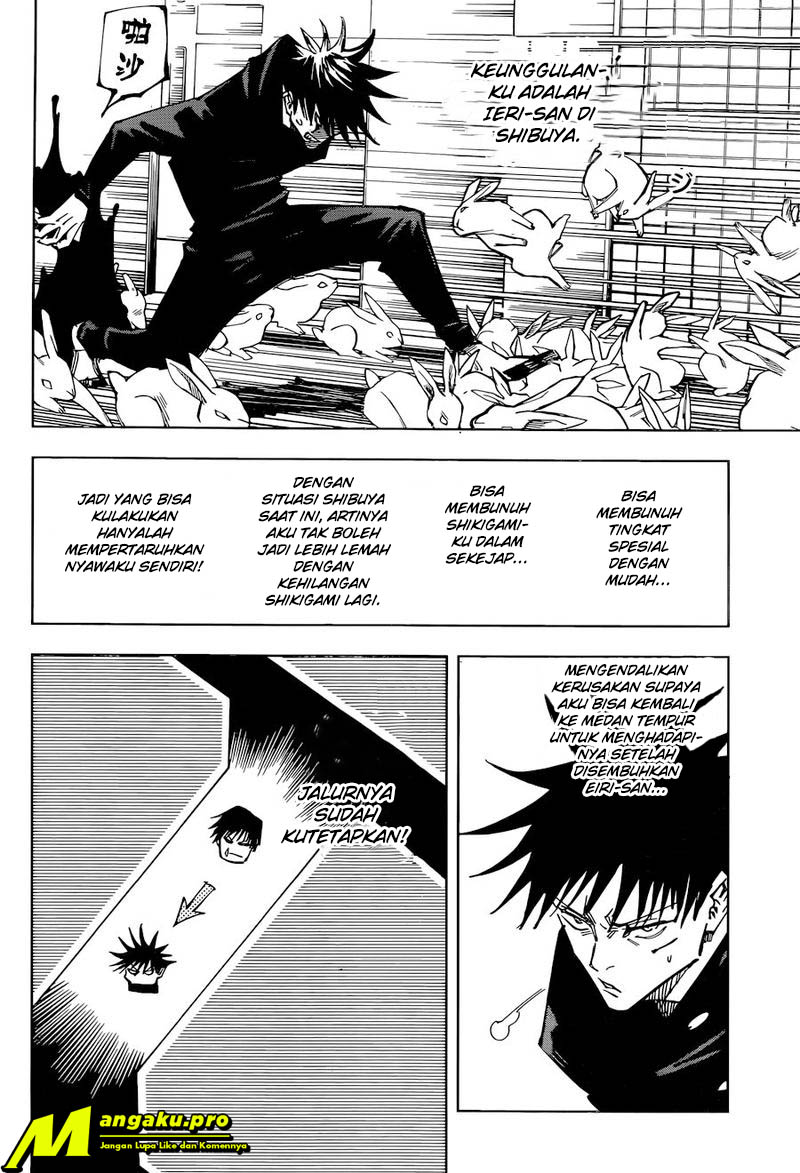 KEUNGGULAN-
KU ADALAH
IERI-SAN DI
SHIBUYA.
BISA
MEMBUNUH
TINGKAT
SPESIAL
DENGAN
MUDAH...
BISA
MEMBUNUH
SHIKIGAMI-
KU DALAM
SEKEJAP...
DENGAN
SITUASI SHIBUYA
SAAT INI, ARTINYA
AKU TAK BOLEH
JADI LEBIH LEMAH
DENGAN
KEHILANGAN
SHIKIGAMI LAGI.
JADI YANG BISA
KULAKUKAN
HANYALAH
MEMPERTARUHKAN
NYAWAKU SENDIRI!
MENGENDALIKAN
KERUSAKAN SUPAYA
AKU BISA KEMBALI
KE MEDAN TEMPUR
UNTUK MENGHADAPI-
NYA SETELAH
DISEMBUHKAN
EIRI-SAN...
JALURNYA
SUDAH
KUTETAPKAN!
Mangaku.pro
Jangan Lupa Like dan Komennya